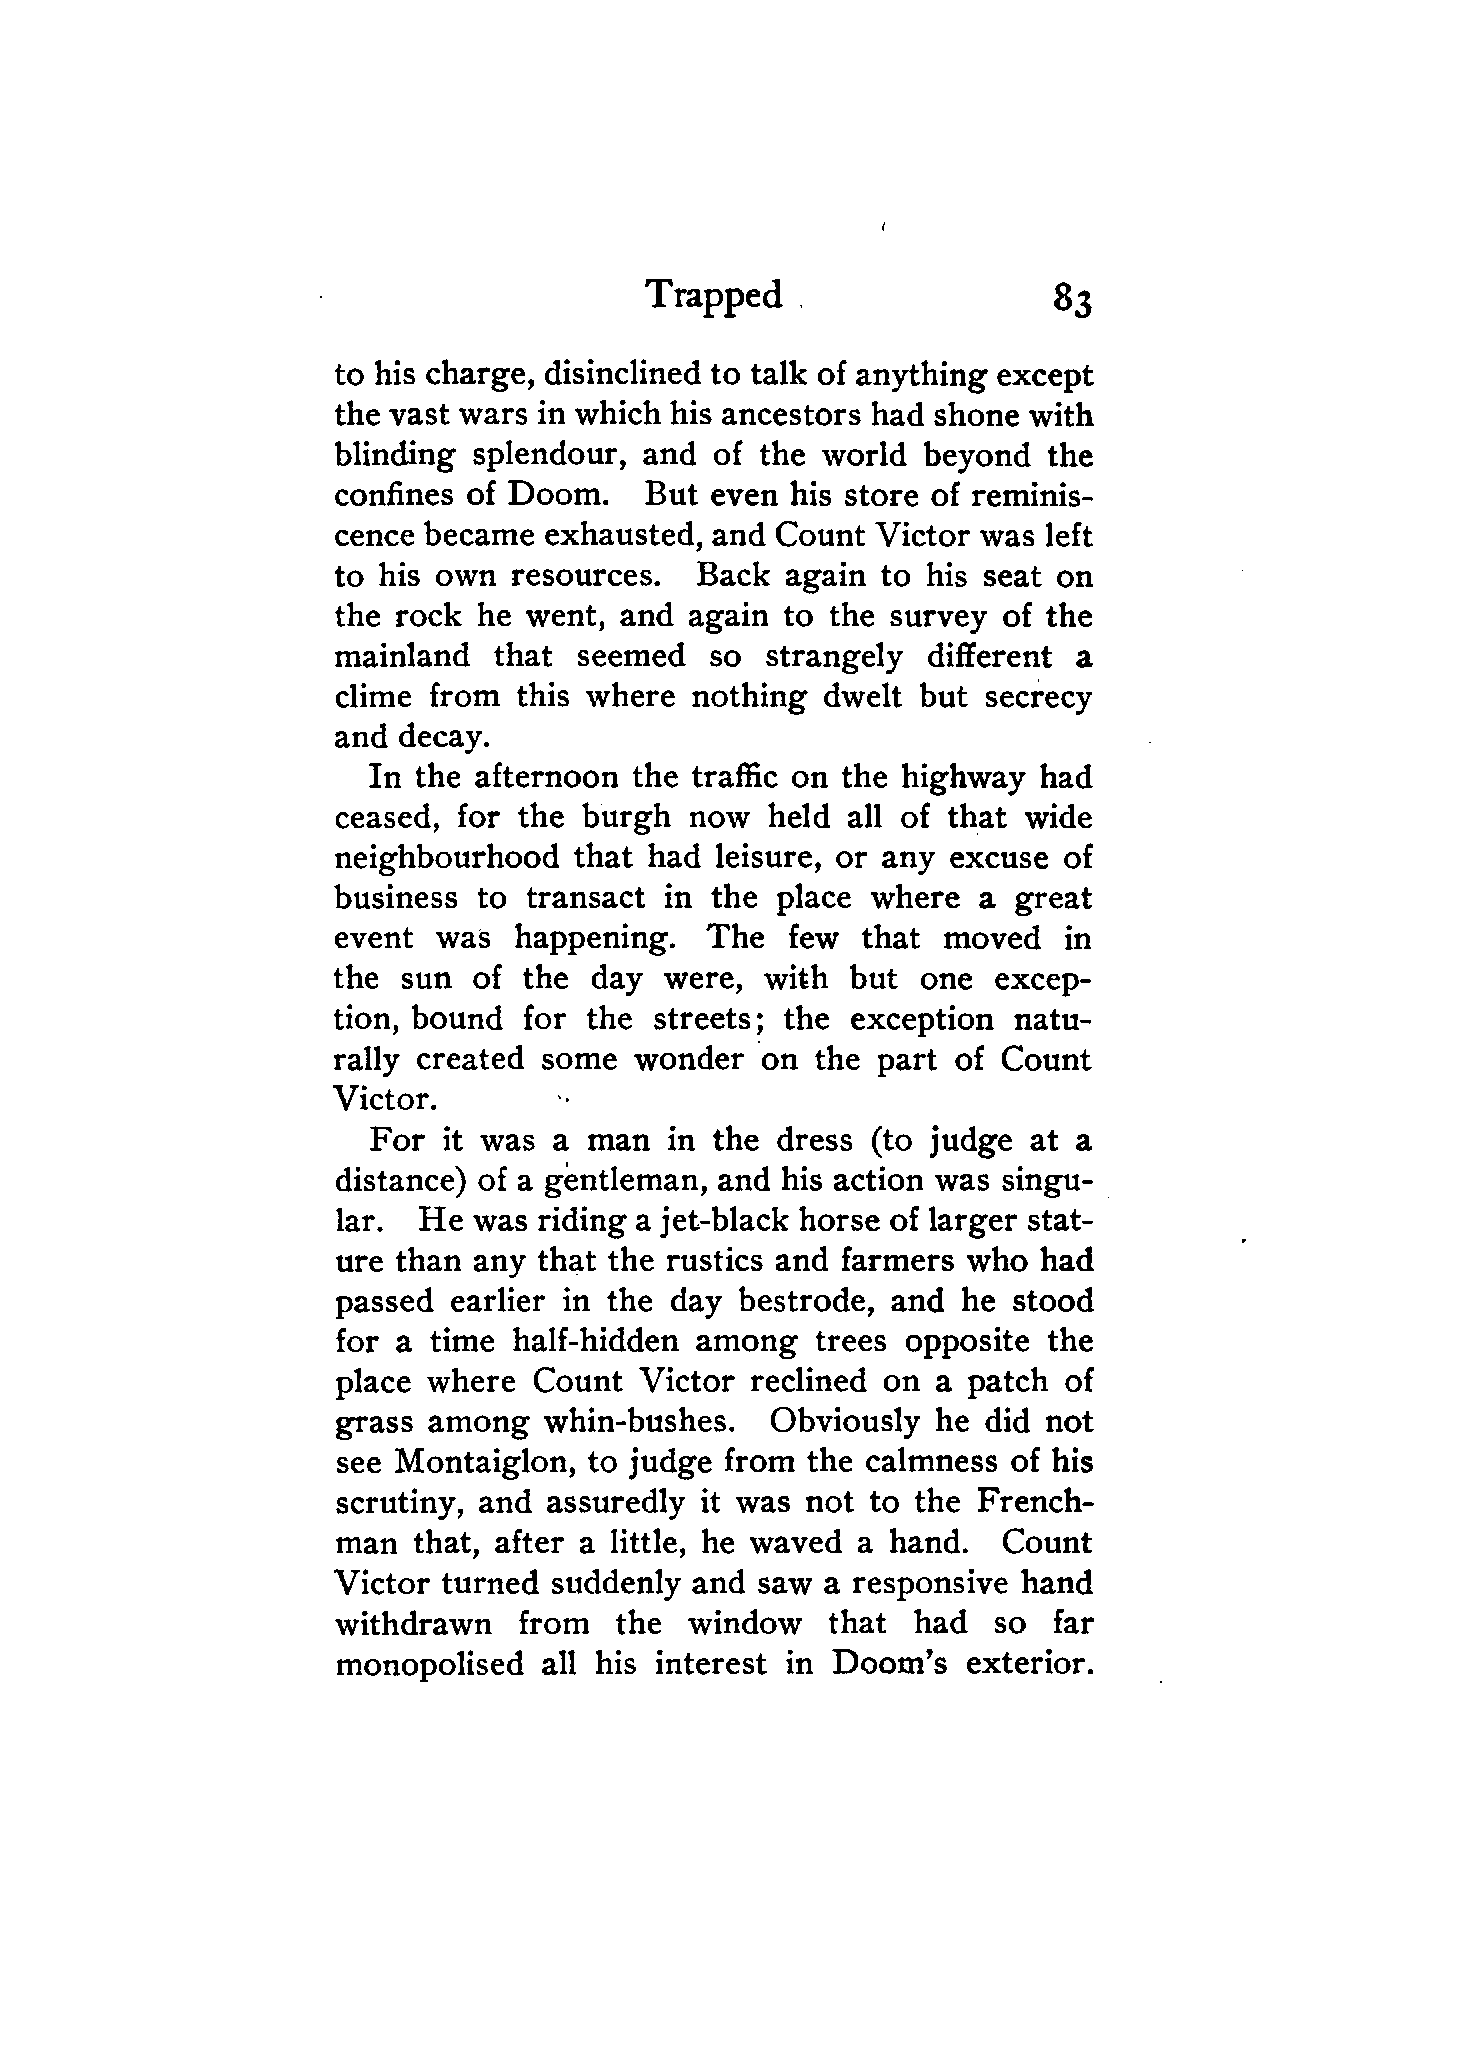 Trapped 83
to his charge, disinclined to talk of anything except
the vast wars in which his ancestors had shone with
blinding splendour, and of the world beyond the
confines of Doom. But even his store of reminis-
cence became exhausted, and Count Victor was left
to his own resources. Back again to his seat on
the rock he went, and again to the survey of the
mainland that seemed so strangely different a
clime from this where nothing dwelt but secrecy
and decay.
In the afternoon the traffic on the highway had
ceased, for the burgh now held all of that wide
neighbourhood that had leisure, or any excuse of
business to transact in the place where a great
event was happening. The few that moved in
the sun of the day were, with but one excep-
tion, bound for the streets; the exception natu-
rally created some wonder on the part of Count
Victor.
For it was a man in the dress (to judge at a
distance) of a gentleman, and his action was singu-
lar. He was riding a jet-black horse of larger stat-
ure than any that the rustics and farmers who had
passed earlier in the day bestrode, and he stood
for a time half-hidden among trees opposite the
place where Count Victor reclined on a patch of
grass among whin-bushes. Obviously he did not
see Montaiglon, to judge from the calmness of his
scrutiny, and assuredly it was not to the French-
man that, after a little, he waved a hand. Count
Victor turned suddenly and saw a responsive hand
withdrawn from the window that had so far
monopolised all his interest in Doom's exterior.